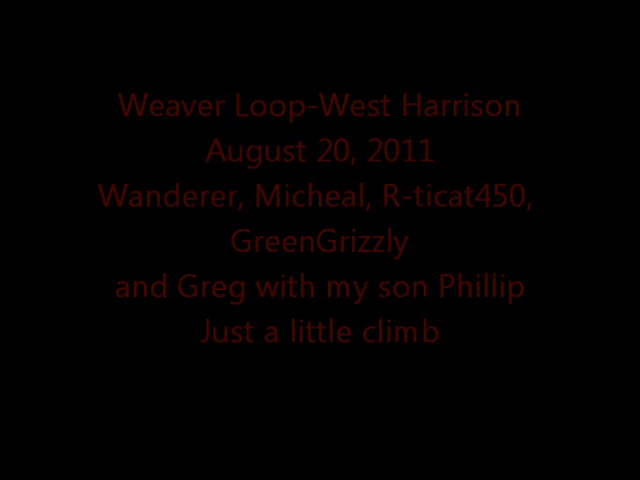 Weaver Loop-West Harrison
August 20, 2011
Wanderer, Micheal, R-ticat450,
GreenGrizzly
and Greg with my son Phillip
Just a little climb